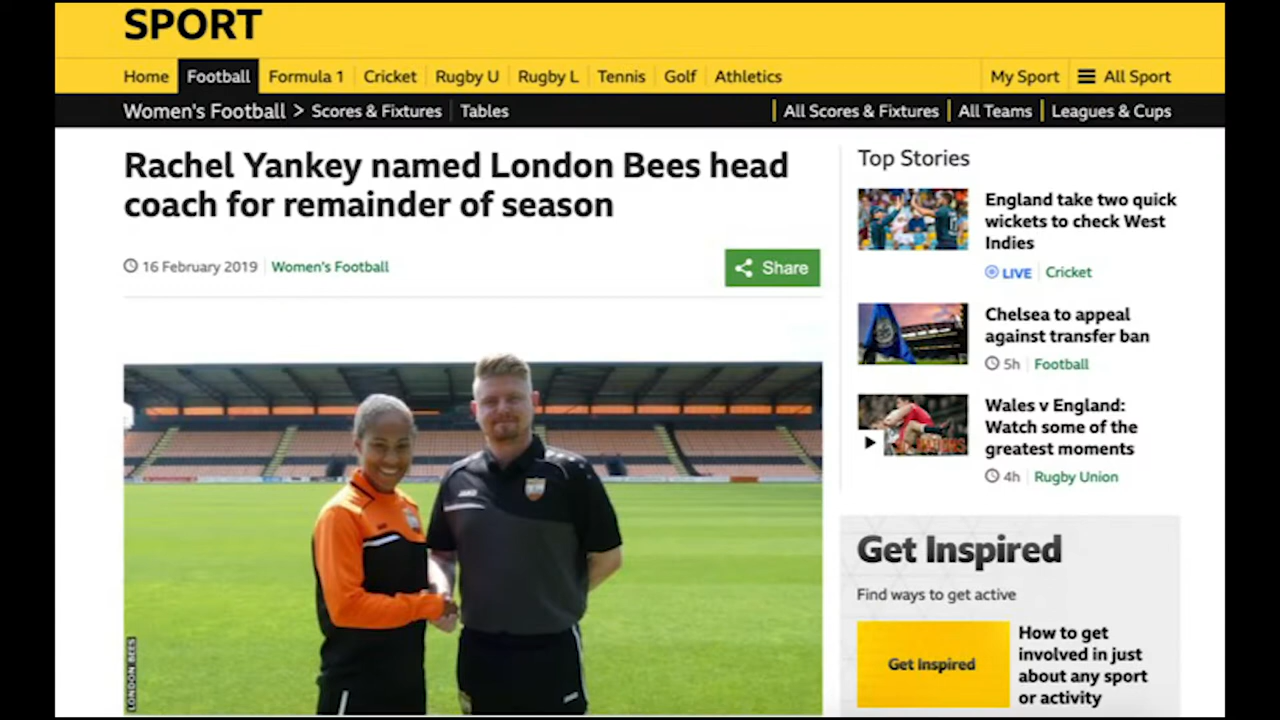 SPORT
Home Football Formula 1 Cricket Rugby U Rugby L Tennis Golf Athletics My Sport All Sport
Women's Football > Scores & Fixtures Tables All Scores & Fixtures All Teams Leagues & Cups
Rachel Yankey named London Bees head
coach for remainder of season
16 February 2019 Women's Football
Share
LONDON BEES
Top Stories
England take two quick
wickets to check West
Indies
LIVE Cricket
Chelsea to appeal
against transfer ban
5h Football
Wales v England:
Watch some of the
greatest moments
4h Rugby Union
Get Inspired
Find ways to get active
Get Inspired
How to get
involved in just
about any sport
or activity